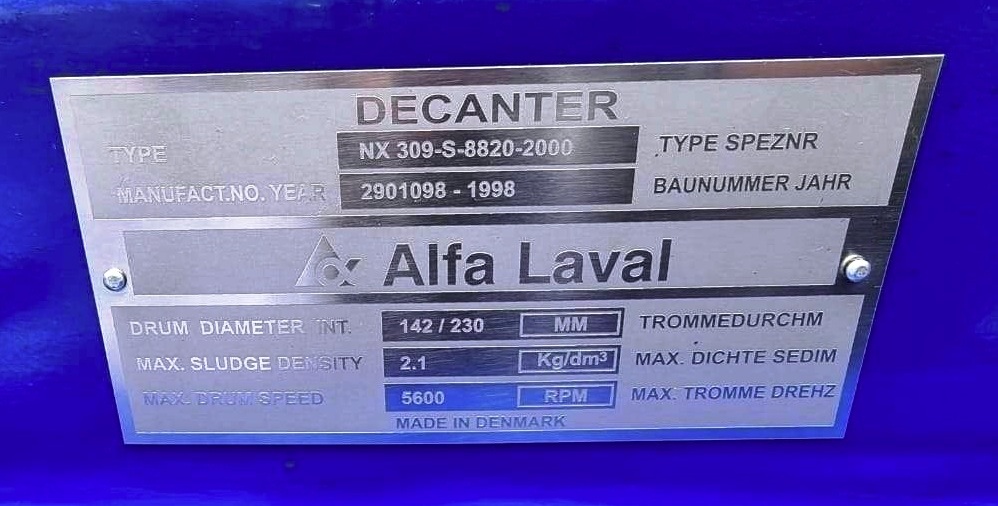 DECANTER
TYPE NX 309-S-8820-2000 TYPE SPEZNR
MANUFACT.NO. YEAR 2901098 - 1998 BAUNUMMER JAHR
Alfa Laval
DRUM DIAMETER INT. 142 / 230 MM TROMMEDURCHM
MAX. SLUDGE DENSITY 2.1 Kg/dm³ MAX. DICHTE SEDIM
MAX. DRUM SPEED 5600 RPM MAX. TROMME DREHZ
MADE IN DENMARK